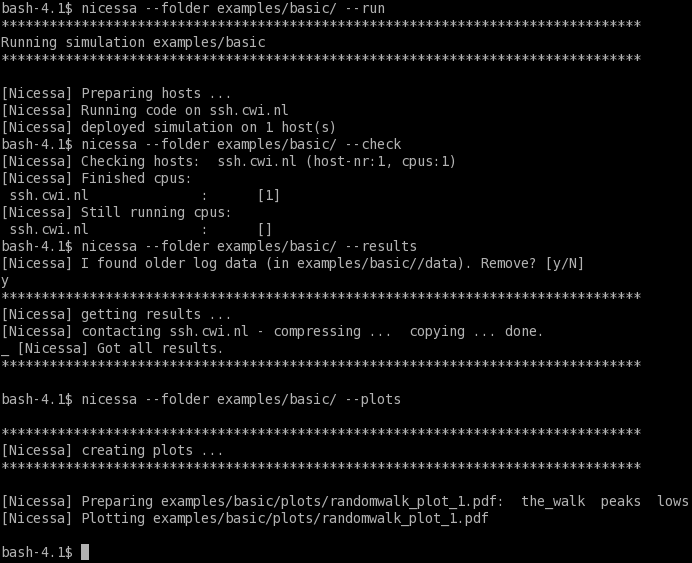 bash-4.1$ nicessa --folder examples/basic/ --run
********************************************************************************
Running simulation examples/basic
********************************************************************************
[Nicessa] Preparing hosts ...
[Nicessa] Running code on ssh.cwi.nl
[Nicessa] deployed simulation on 1 host(s)
bash-4.1$ nicessa --folder examples/basic/ --check
[Nicessa] Checking hosts:  ssh.cwi.nl (host-nr:1, cpus:1)
[Nicessa] Finished cpus:
 ssh.cwi.nl              :      [1]
[Nicessa] Still running cpus:
 ssh.cwi.nl              :      []
bash-4.1$ nicessa --folder examples/basic/ --results
[Nicessa] I found older log data (in examples/basic//data). Remove? [y/N]
y
********************************************************************************
[Nicessa] getting results ...
[Nicessa] contacting ssh.cwi.nl - compressing ...  copying ... done.
_ [Nicessa] Got all results.
********************************************************************************
bash-4.1$ nicessa --folder examples/basic/ --plots
********************************************************************************
[Nicessa] creating plots ...
********************************************************************************
[Nicessa] Preparing examples/basic/plots/randomwalk_plot_1.pdf:  the_walk  peaks  lows
[Nicessa] Plotting examples/basic/plots/randomwalk_plot_1.pdf
bash-4.1$